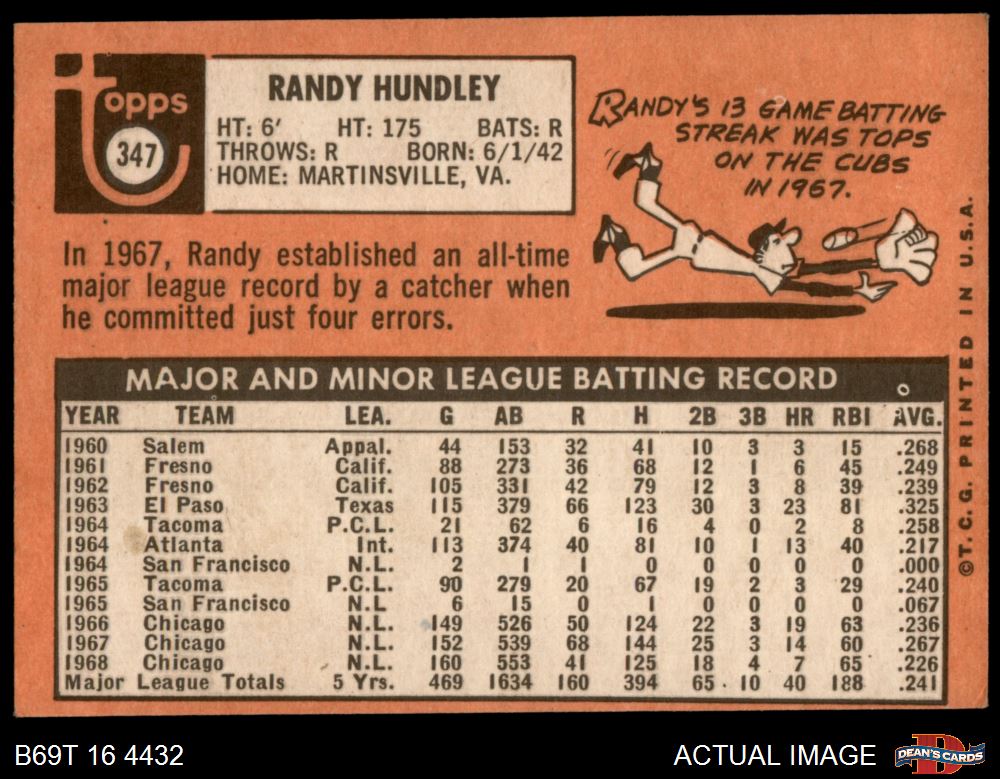 Topps
347
RANDY HUNDLEY
HT: 6' HT: 175 BATS: R
THROWS: R BORN: 6/1/42
HOME: MARTINSVILLE, VA.
RANDY'S 13 GAME BATTING
STREAK WAS TOPS
ON THE CUBS
IN 1967.
In 1967, Randy established an all-time
major league record by a catcher when
he committed just four errors.
MAJOR AND MINOR LEAGUE BATTING RECORD
YEAR TEAM LEA. G AB R H 2B 3B HR RBI AVG.
1960 Salem Appal. 44 153 32 41 10 3 3 15 .268
1961 Fresno Calif. 88 273 36 68 12 1 6 45 .249
1962 Fresno Calif. 105 331 42 79 12 3 8 39 .239
1963 El Paso Texas 115 379 66 123 30 3 23 81 .325
1964 Tacoma P.C.L. 21 62 6 16 4 0 2 8 .258
1964 Atlanta Int. 113 374 40 81 10 1 13 40 .217
1964 San Francisco N.L. 2 1 1 0 0 0 0 0 .000
1965 Tacoma P.C.L. 90 279 20 67 19 2 3 29 .240
1965 San Francisco N.L 6 15 0 1 0 0 0 0 .067
1966 Chicago N.L. 149 526 50 124 22 3 19 63 .236
1967 Chicago N.L. 152 539 68 144 25 3 14 60 .267
1968 Chicago N.L. 160 553 41 125 18 4 7 65 .226
Major League Totals 5 Yrs. 469 1634 160 394 65 10 40 188 .241
©T.C.G. PRINTED IN U.S.A.
B69T 16 4432
ACTUAL IMAGE
DEAN'S CARDS